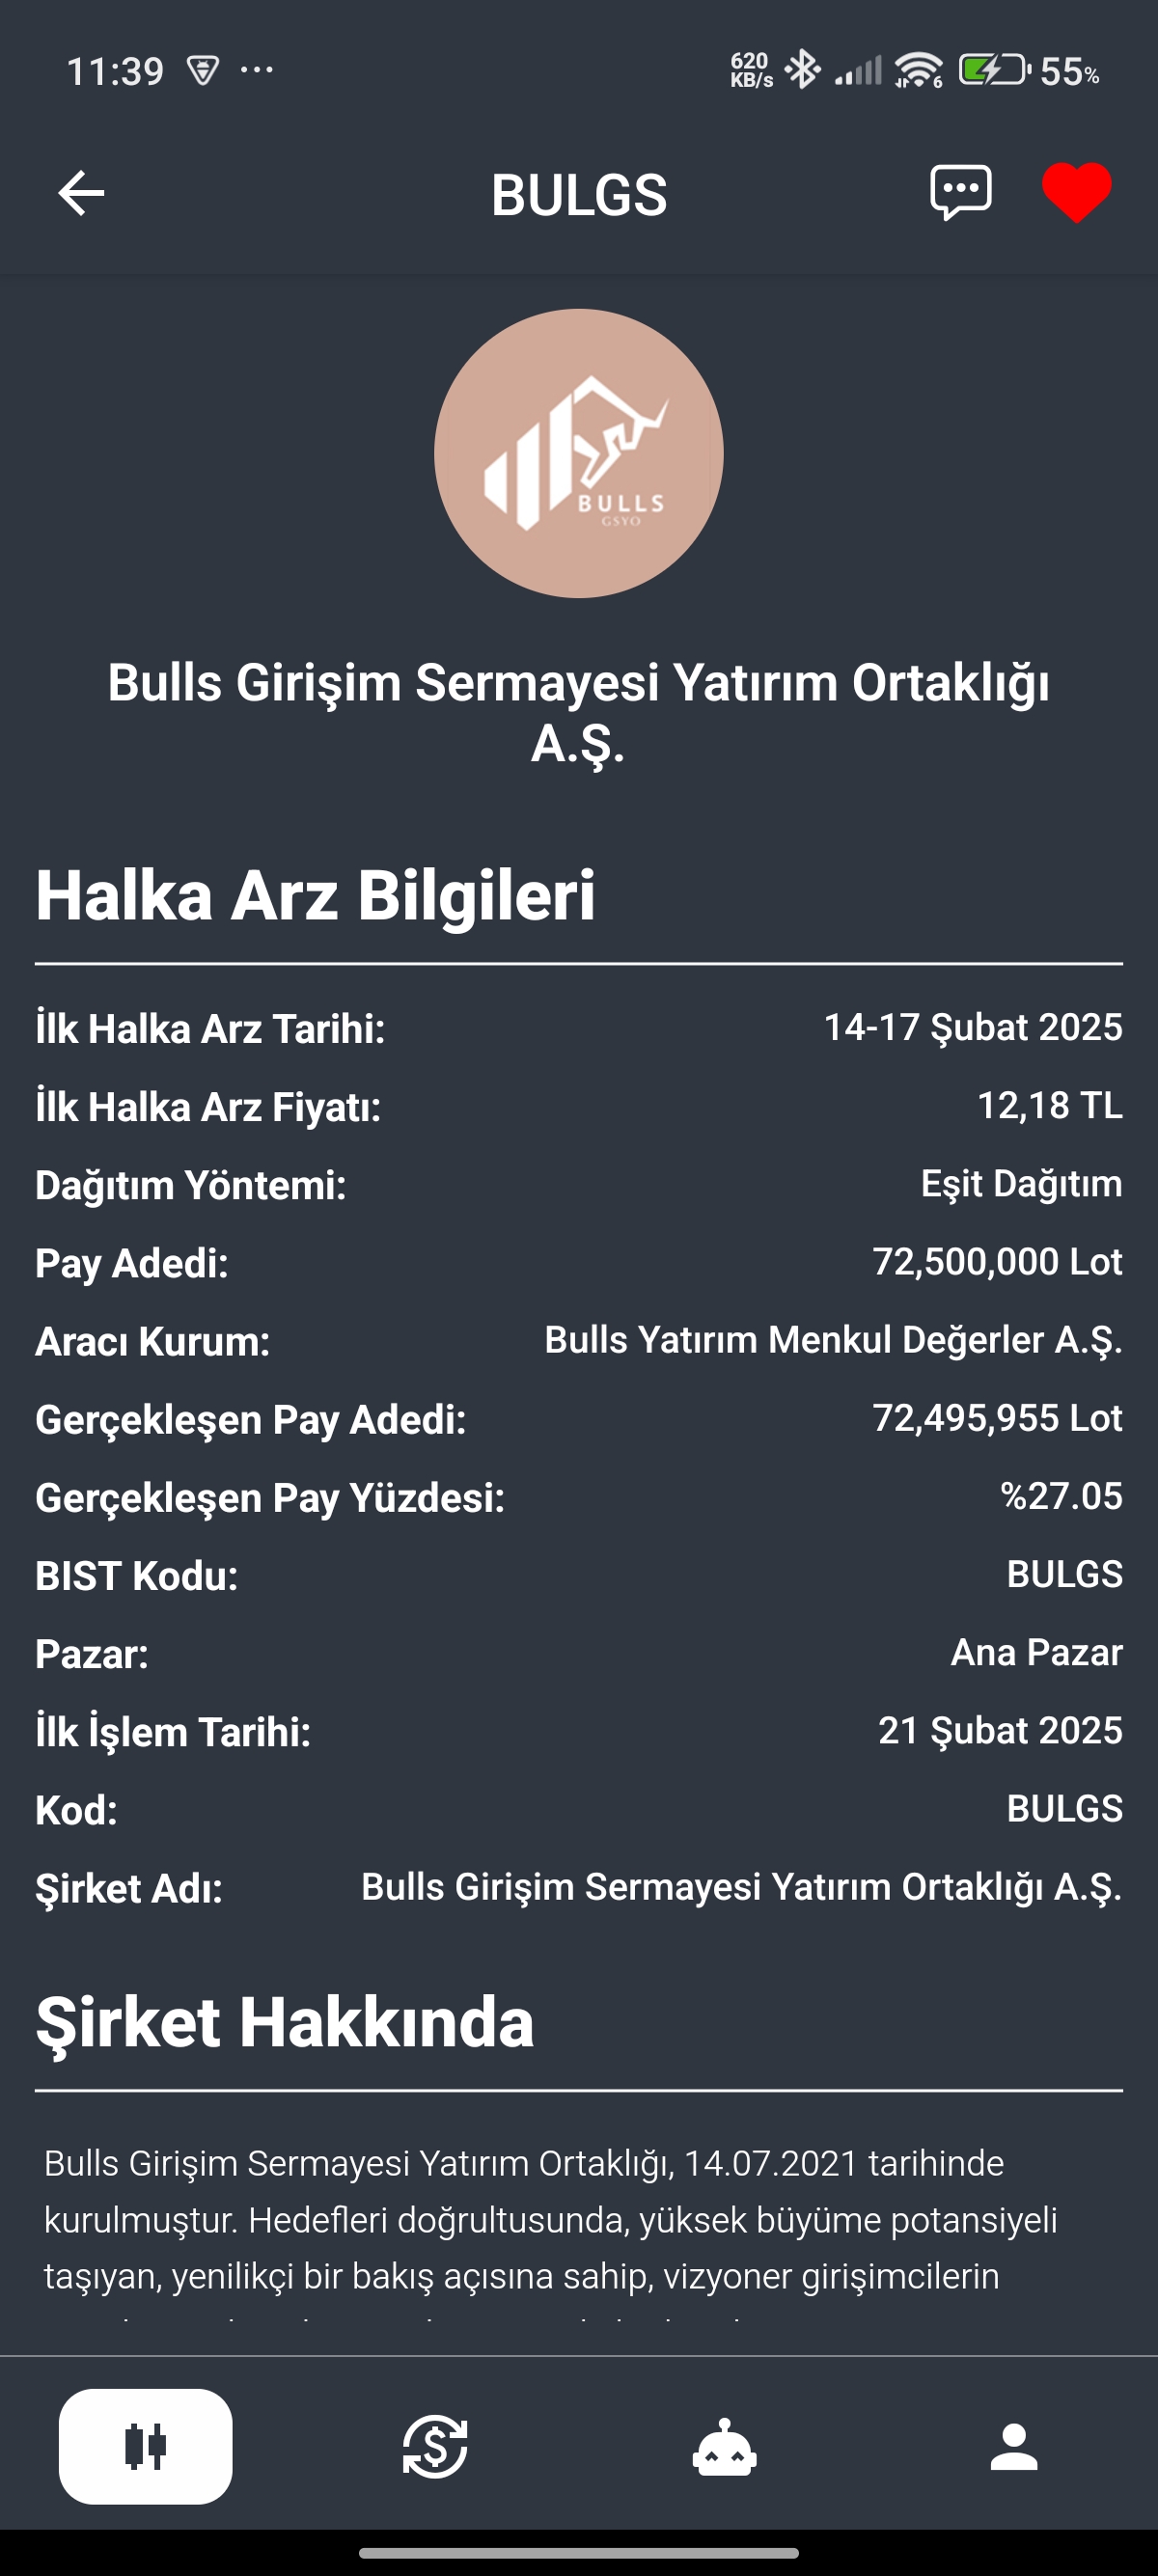 11:39
620
KB/s
6
55%
BULGS
BULLS
GSYO
Bulls Girişim Sermayesi Yatırım Ortaklığı
A.Ş.
Halka Arz Bilgileri
İlk Halka Arz Tarihi: 14-17 Şubat 2025
İlk Halka Arz Fiyatı: 12,18 TL
Dağıtım Yöntemi: Eşit Dağıtım
Pay Adedi: 72,500,000 Lot
Aracı Kurum: Bulls Yatırım Menkul Değerler A.Ş.
Gerçekleşen Pay Adedi: 72,495,955 Lot
Gerçekleşen Pay Yüzdesi: %27.05
BIST Kodu: BULGS
Pazar: Ana Pazar
İlk İşlem Tarihi: 21 Şubat 2025
Kod: BULGS
Şirket Adı: Bulls Girişim Sermayesi Yatırım Ortaklığı A.Ş.
Şirket Hakkında
Bulls Girişim Sermayesi Yatırım Ortaklığı, 14.07.2021 tarihinde
kurulmuştur. Hedefleri doğrultusunda, yüksek büyüme potansiyeli
taşıyan, yenilikçi bir bakış açısına sahip, vizyoner girişimcilerin